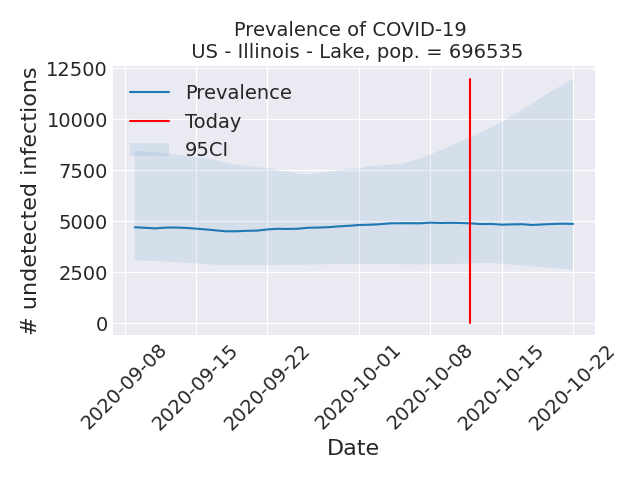 Prevalence of COVID-19
US - Illinois - Lake, pop. = 696535
# undetected infections
12500
10000
7500
5000
2500
0
Prevalence
Today
95CI
2020-09-08
2020-09-15
2020-09-22
2020-10-01
2020-10-08
2020-10-15
2020-10-22
Date